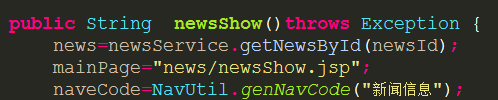 public String  newsShow()throws Exception {
    news=newsService.getNewsById(newsId);
    mainPage="news/newsShow.jsp";
    naveCode=NavUtil.genNavCode("新闻信息");